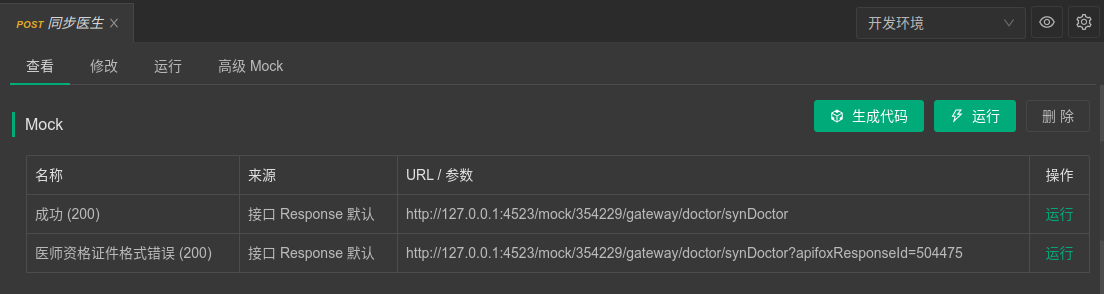 POST 同步医生
开发环境
查看 修改 运行 高级 Mock
Mock
生成代码 运行 删 除
名称 来源 URL / 参数 操作
成功 (200) 接口 Response 默认 http://127.0.0.1:4523/mock/354229/gateway/doctor/synDoctor 运行
医师资格证件格式错误 (200) 接口 Response 默认 http://127.0.0.1:4523/mock/354229/gateway/doctor/synDoctor?apifoxResponseId=504475 运行